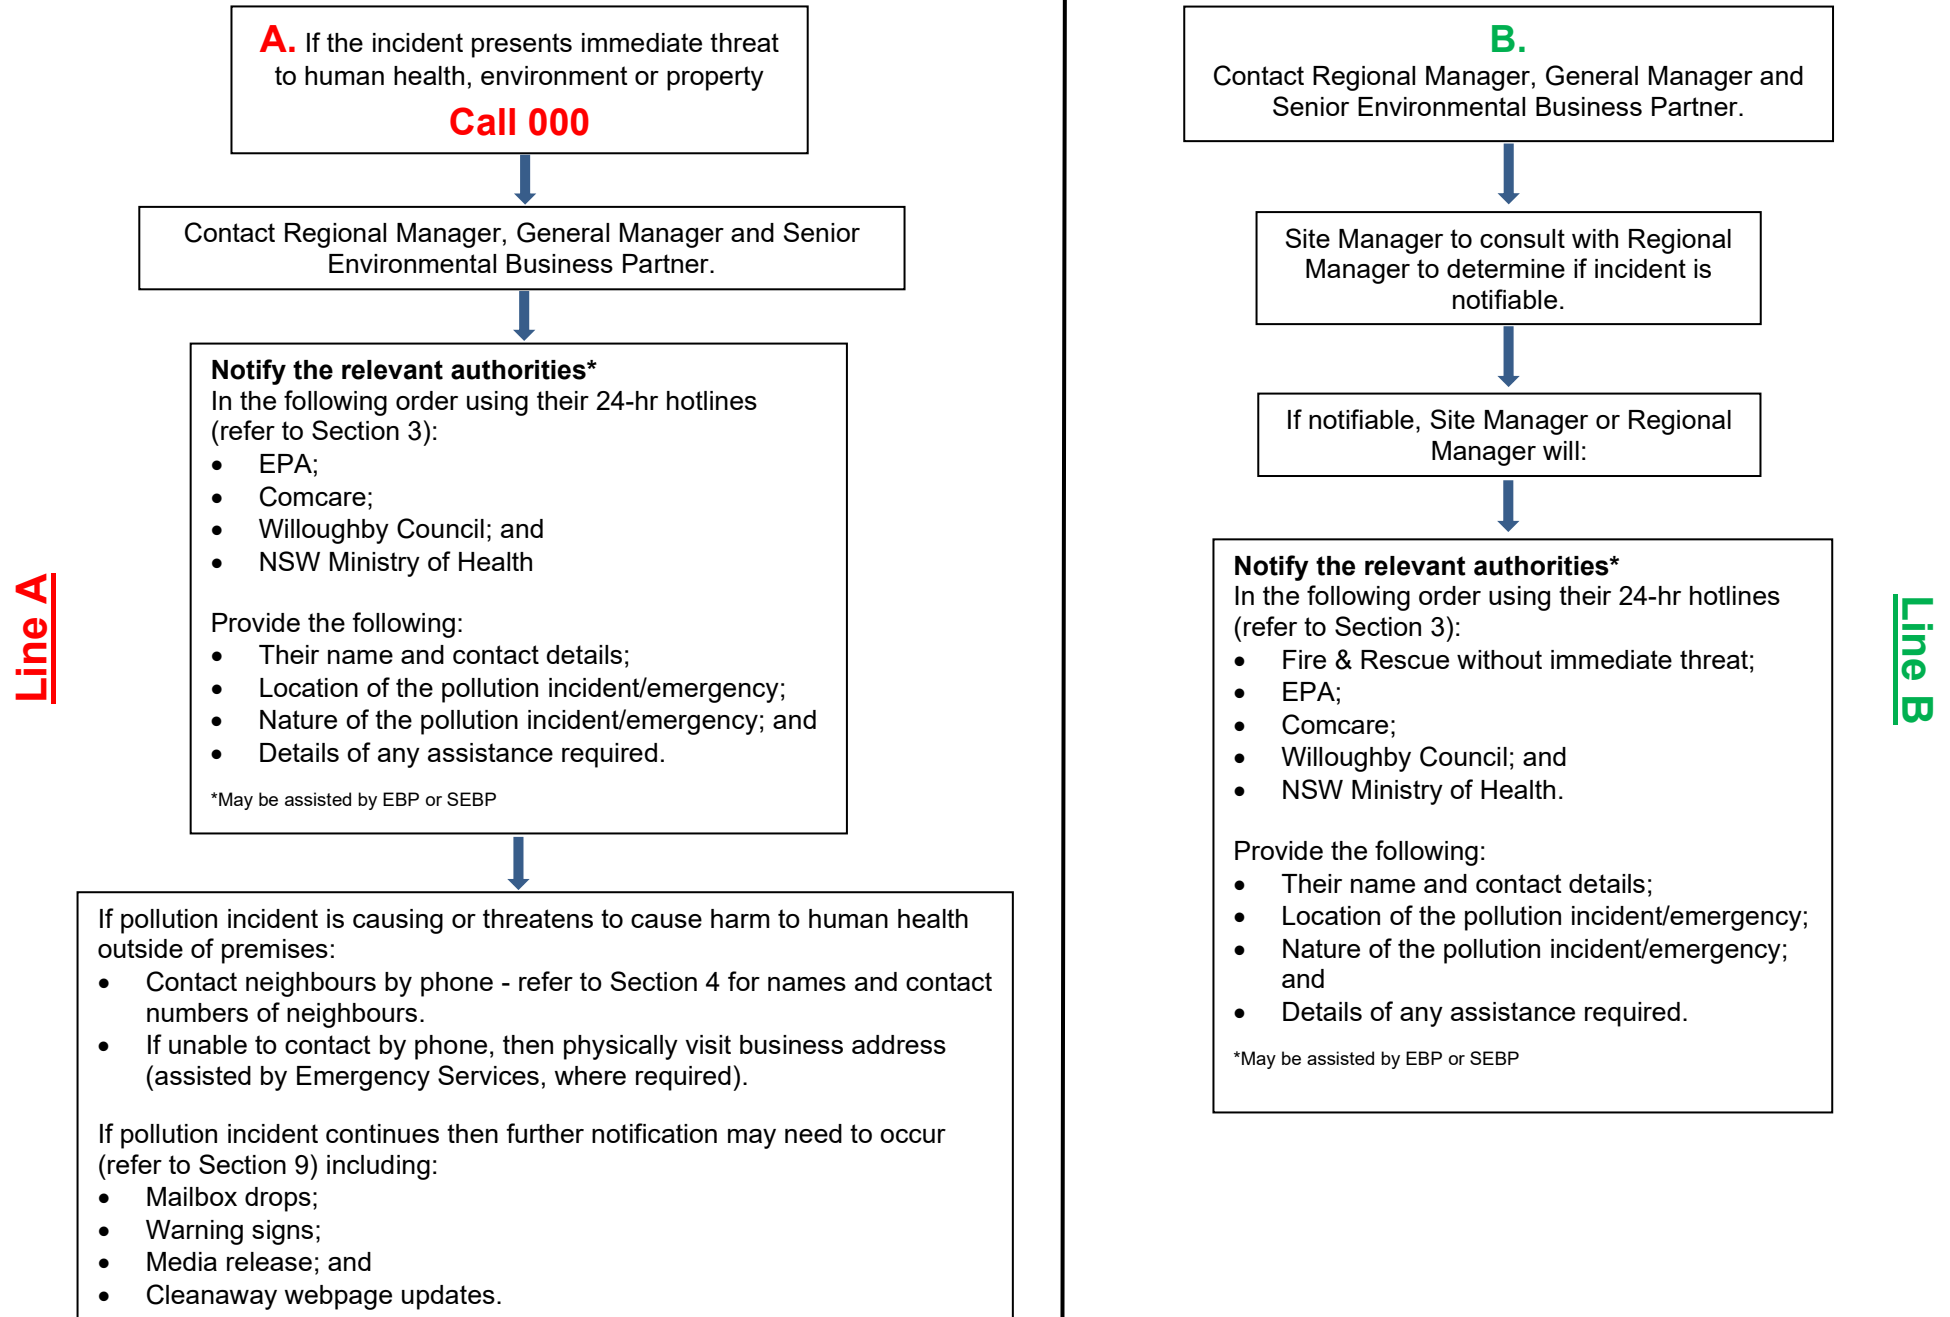 A. If the incident presents immediate threat
to human health, environment or property
Call 000
Contact Regional Manager, General Manager and Senior
Environmental Business Partner.
Notify the relevant authorities*
In the following order using their 24-hr hotlines
(refer to Section 3):
• EPA;
• Comcare;
• Willoughby Council; and
• NSW Ministry of Health
Provide the following:
• Their name and contact details;
• Location of the pollution incident/emergency;
• Nature of the pollution incident/emergency; and
• Details of any assistance required.
*May be assisted by EBP or SEBP
If pollution incident is causing or threatens to cause harm to human health
outside of premises:
• Contact neighbours by phone - refer to Section 4 for names and contact
numbers of neighbours.
• If unable to contact by phone, then physically visit business address
(assisted by Emergency Services, where required).
If pollution incident continues then further notification may need to occur
(refer to Section 9) including:
• Mailbox drops;
• Warning signs;
• Media release; and
• Cleanaway webpage updates.
Line A
B.
Contact Regional Manager, General Manager and
Senior Environmental Business Partner.
Site Manager to consult with Regional
Manager to determine if incident is
notifiable.
If notifiable, Site Manager or Regional
Manager will:
Notify the relevant authorities*
In the following order using their 24-hr hotlines
(refer to Section 3):
• Fire & Rescue without immediate threat;
• EPA;
• Comcare;
• Willoughby Council; and
• NSW Ministry of Health.
Provide the following:
• Their name and contact details;
• Location of the pollution incident/emergency;
• Nature of the pollution incident/emergency;
and
• Details of any assistance required.
*May be assisted by EBP or SEBP
Line B